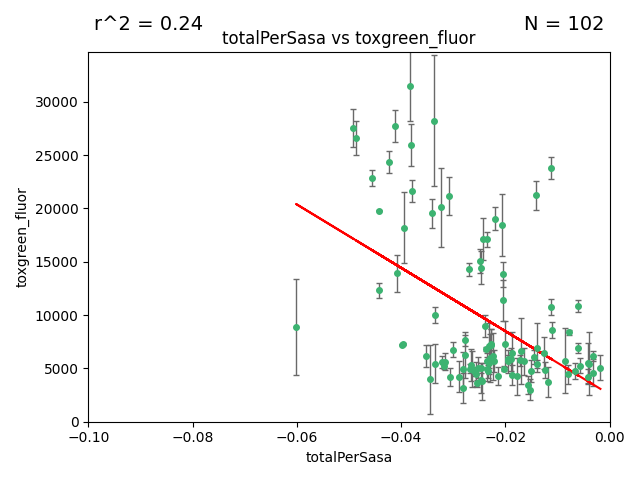 r^2 = 0.24
N = 102
totalPerSasa vs toxgreen_fluor
30000
25000
20000
15000
10000
5000
0
toxgreen_fluor
−0.10
−0.08
−0.06
−0.04
−0.02
0.00
totalPerSasa